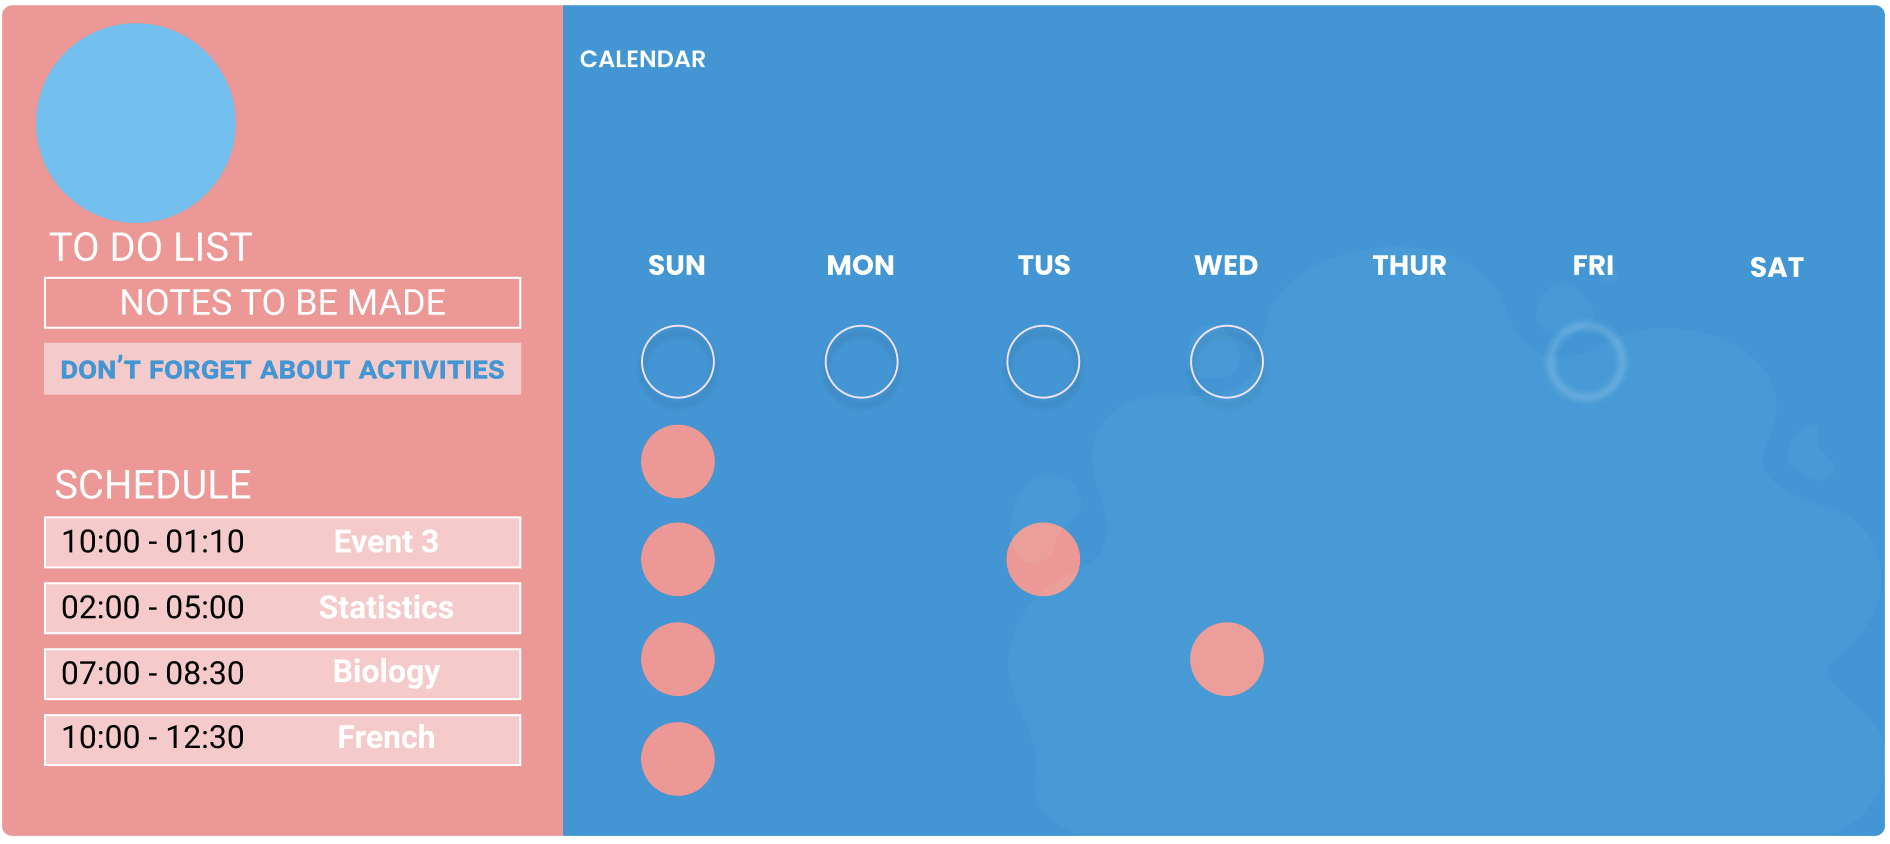 TO DO LIST
NOTES TO BE MADE
DON'T FORGET ABOUT ACTIVITIES
SCHEDULE
10:00 - 01:10 Event 3
02:00 - 05:00 Statistics
07:00 - 08:30 Biology
10:00 - 12:30 French
CALENDAR
SUN MON TUS WED THUR FRI SAT